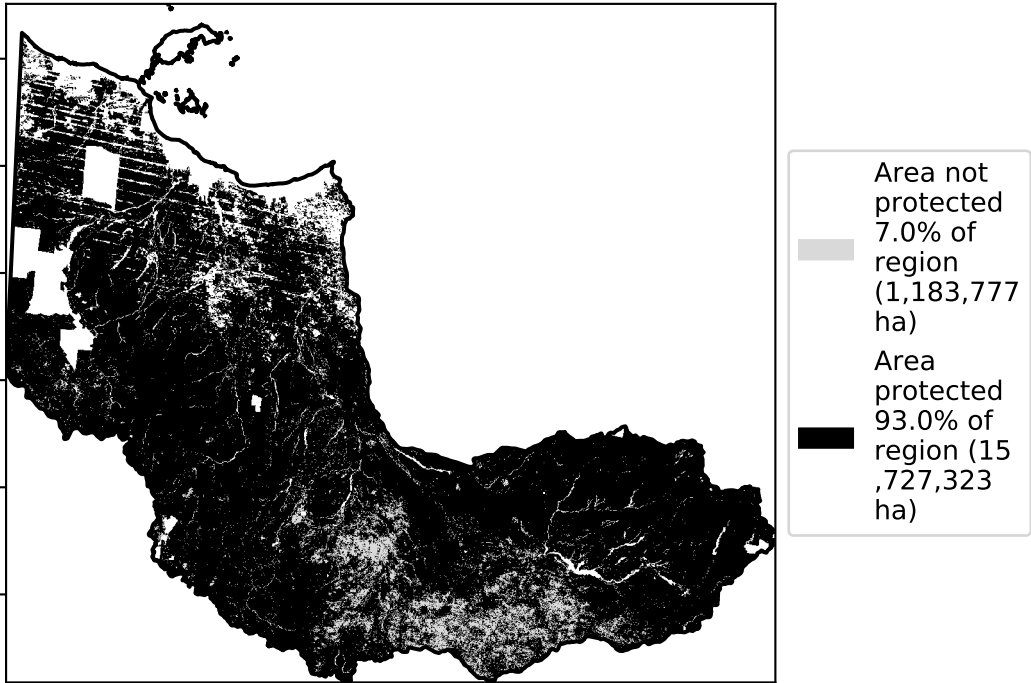 Area not
protected
7.0% of
region
(1,183,777
ha)
Area
protected
93.0% of
region (15
,727,323
ha)